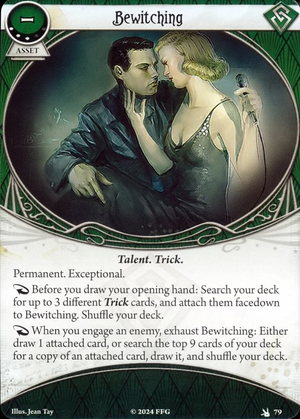 Bewitching
ASSET
Talent. Trick.
Permanent. Exceptional.
Before you draw your opening hand: Search your deck
for up to 3 different Trick cards, and attach them facedown
to Bewitching. Shuffle your deck.
When you engage an enemy, exhaust Bewitching: Either
draw 1 attached card, or search the top 9 cards of your
deck for a copy of an attached card, draw it, and shuffle your deck.
Illus. Jean Tay
© 2024 FFG
79